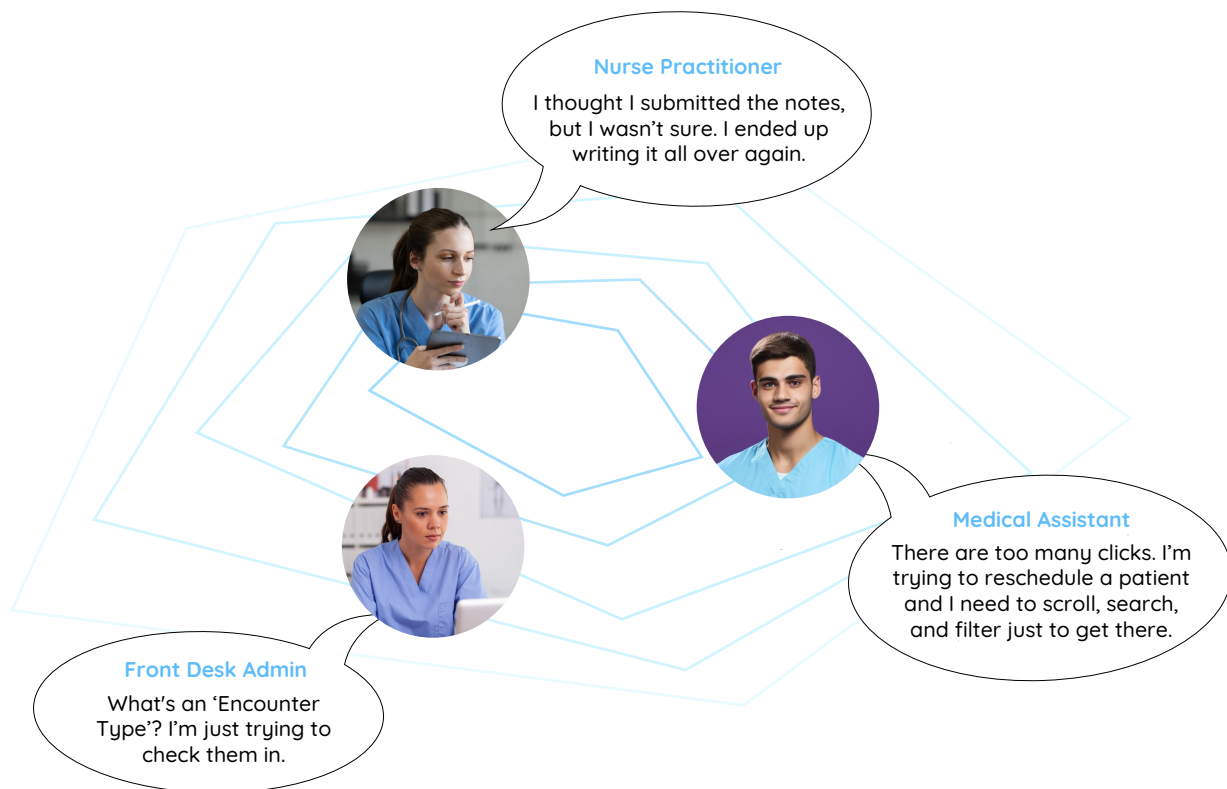 Nurse Practitioner
I thought I submitted the notes,
but I wasn’t sure. I ended up
writing it all over again.
Medical Assistant
There are too many clicks. I’m
trying to reschedule a patient
and I need to scroll, search,
and filter just to get there.
Front Desk Admin
What's an ‘Encounter
Type’? I’m just trying to
check them in.